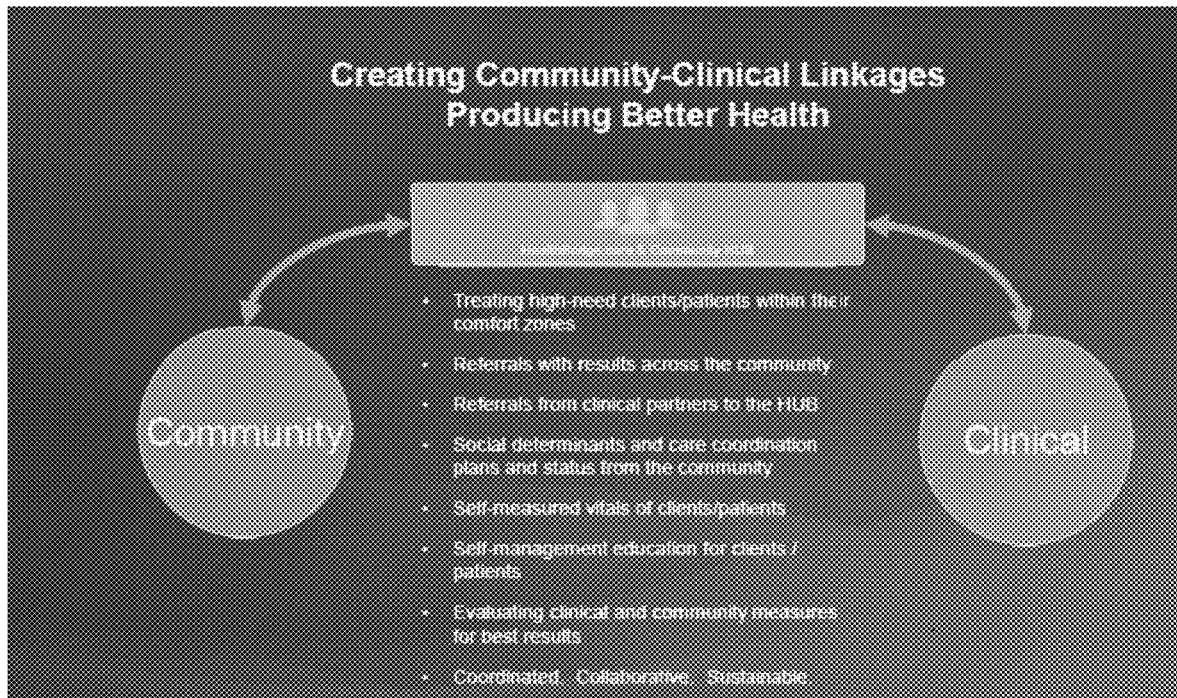 Creating Community-Clinical Linkages
Producing Better Health
• Treating high-need clients/patients within their
comfort zones
• Referrals with results across the community
• Referrals from clinical partners to the HUB
Community
Clinical
• Social determinants and care coordination
plans and status from the community
• Self-measured vitals of clients/patients
• Self-management education for clients /
patients
• Evaluating clinical and community measures
for best results
• Coordinated. Collaborative. Sustainable